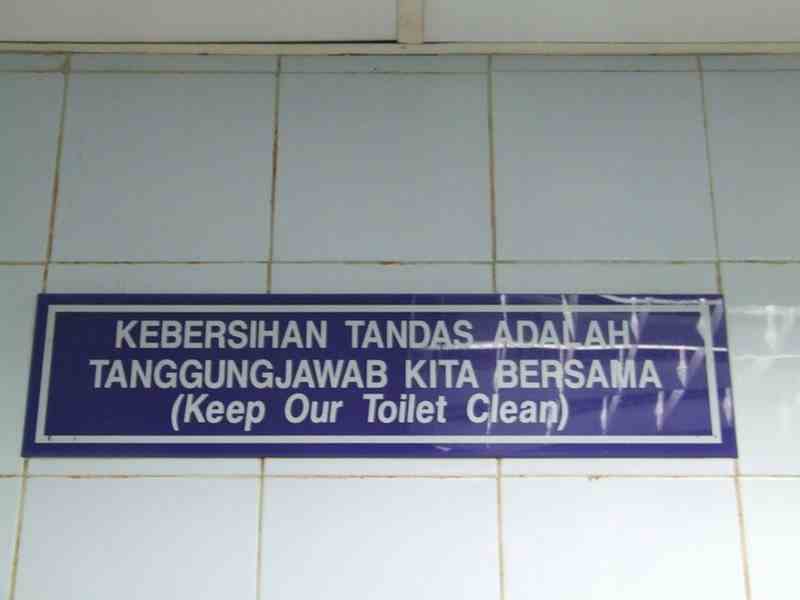 KEBERSIHAN TANDAS ADALAH
TANGGUNGJAWAB KITA BERSAMA
(Keep Our Toilet Clean)